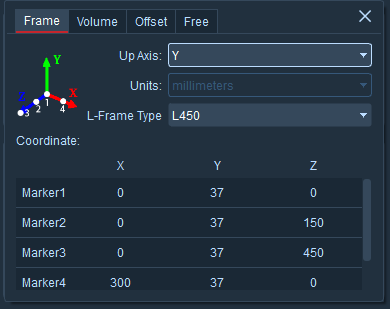 Frame Volume Offset Free
Up Axis: Y
Units: millimeters
L-Frame Type L450
Y
Z X
3 2 1 4
Coordinate:
X Y Z
Marker1 0 37 0
Marker2 0 37 150
Marker3 0 37 450
Marker4 300 37 0